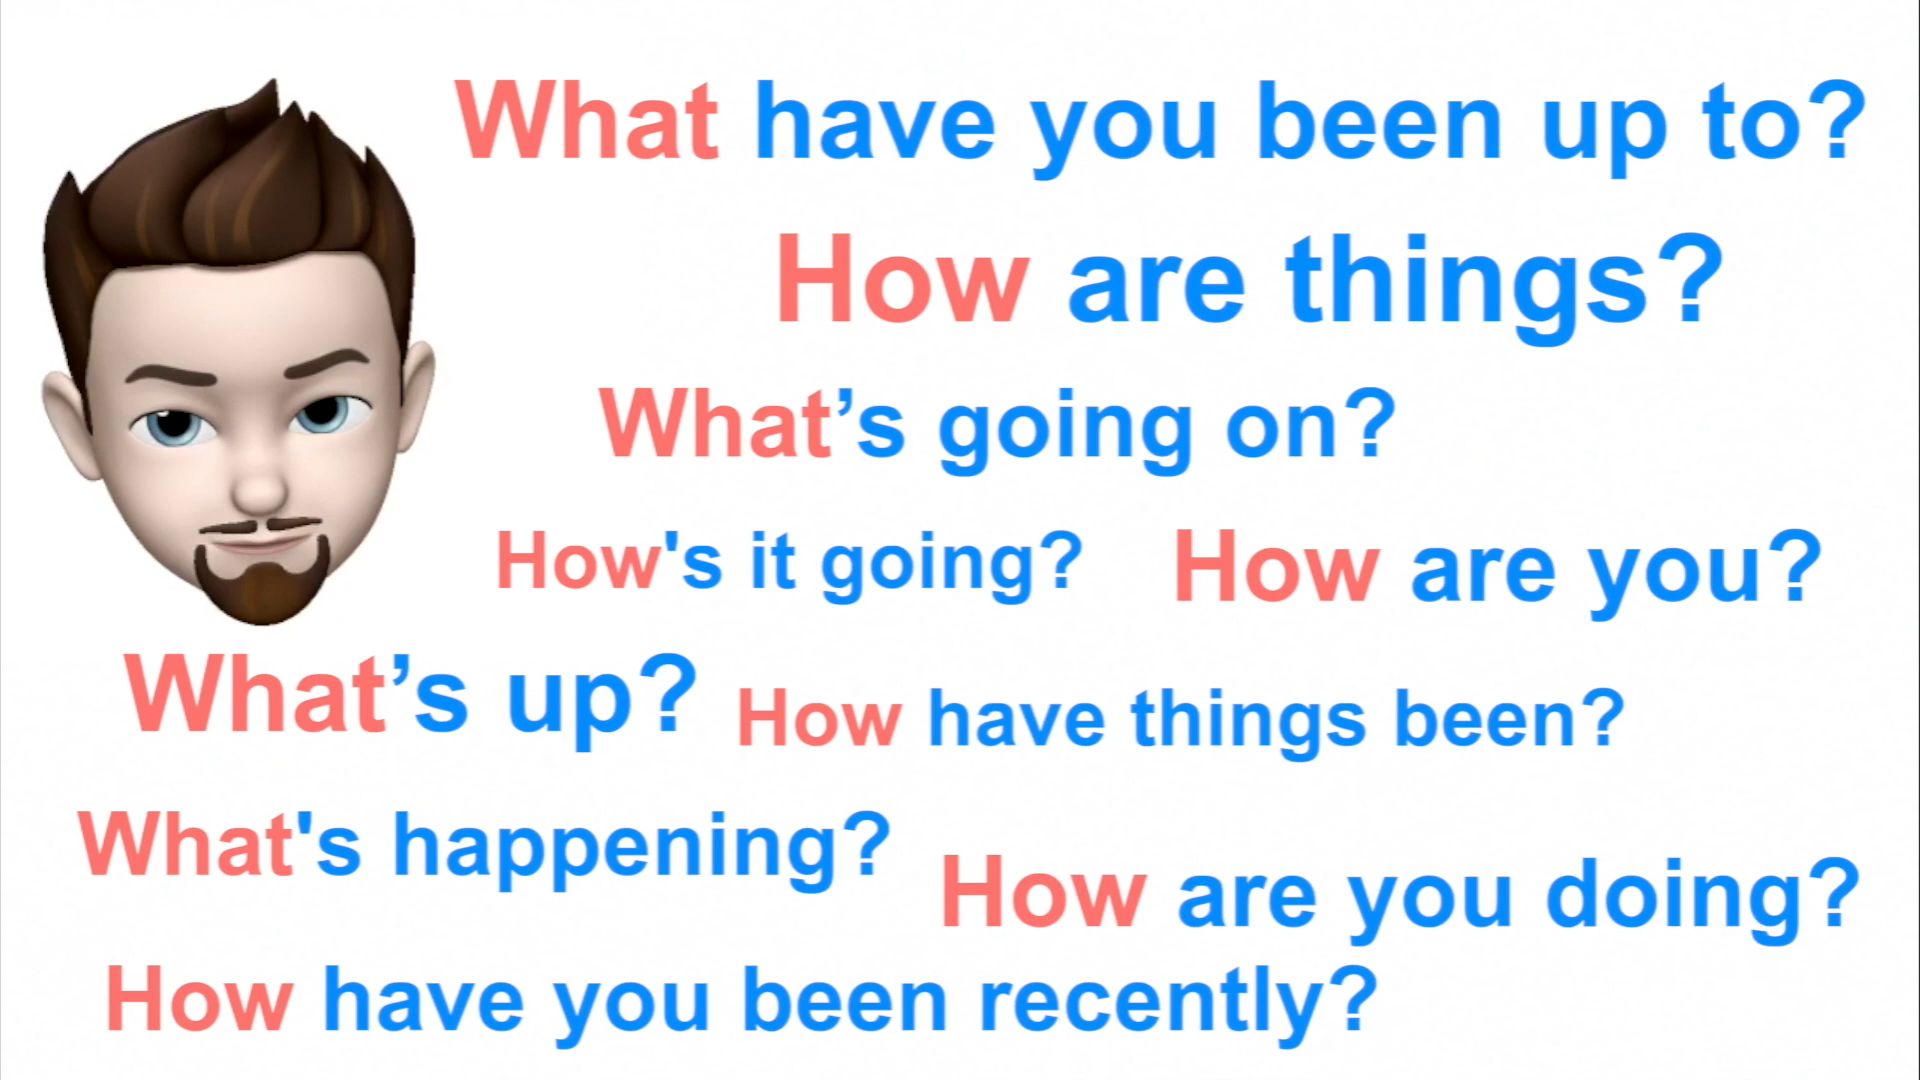 What have you been up to?
How are things?
What’s going on?
How's it going? How are you?
What’s up? How have things been?
What's happening?
How are you doing?
How have you been recently?